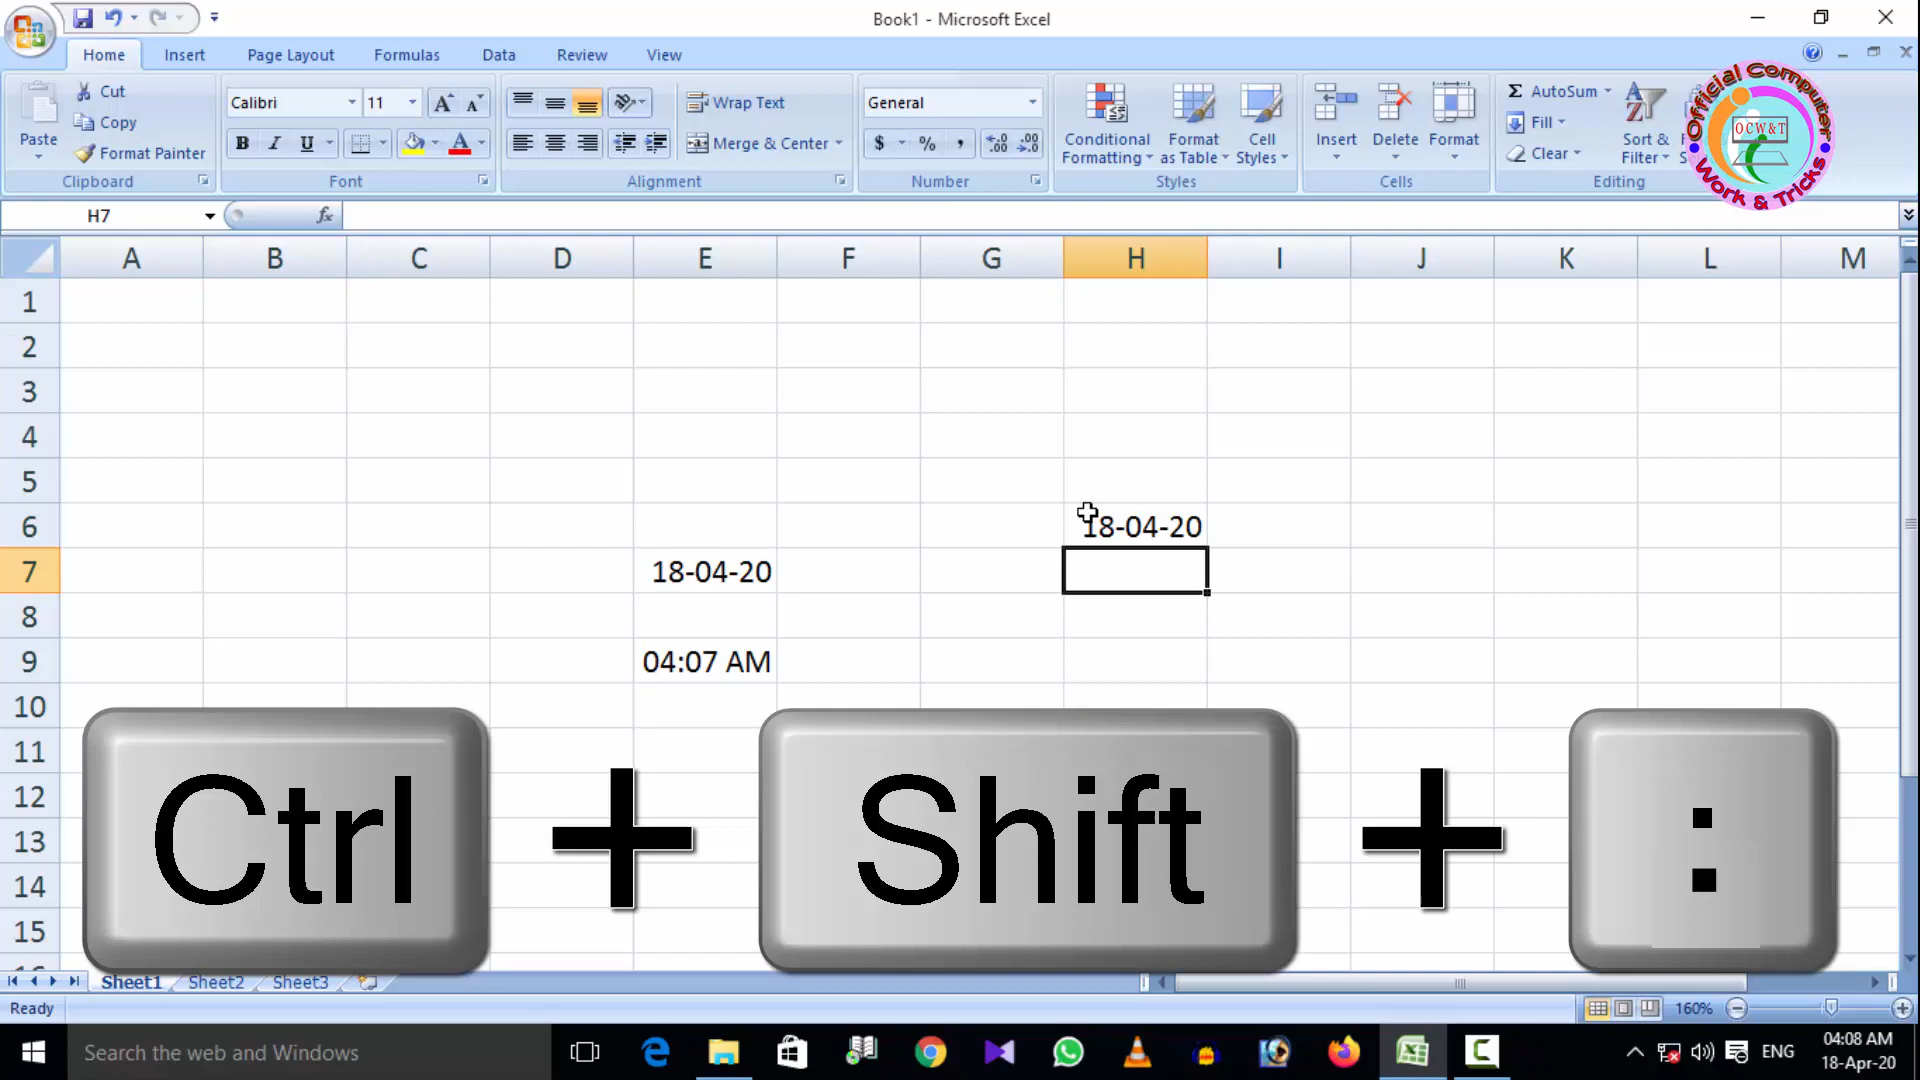 Book1 - Microsoft Excel
Home Insert Page Layout Formulas Data Review View
Paste
Cut
Copy
Format Painter
Clipboard
Calibri 11
B I U
Font
Wrap Text
Merge & Center
Alignment
General
$ % ,
Number
Conditional Formatting
Format as Table
Cell Styles
Styles
Insert Delete Format
Cells
Σ AutoSum
Fill
Clear
Sort & Filter
Editing
Official Computer
OCW&T
Work & Tricks
H7 fx
A B C D E F G H I J K L M
1
2
3
4
5
6 18-04-20
7 18-04-20
8
9 04:07 AM
10
11
12
13
14
15
Ctrl + Shift + :
Sheet1 Sheet2 Sheet3
Ready 160%
Search the web and Windows
ENG
04:08 AM
18-Apr-20